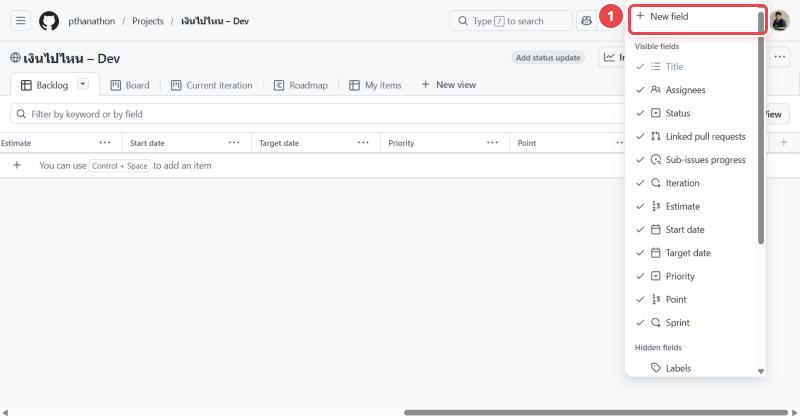 pthanathon / Projects / เงินไปไหน – Dev
Type / to search
1
+ New field
เงินไปไหน – Dev
Add status update
Backlog
Board
Current iteration
Roadmap
My items
+ New view
Filter by keyword or by field
Estimate
Start date
Target date
Priority
Point
+ You can use Control + Space to add an item
Visible fields
Title
Assignees
Status
Linked pull requests
Sub-issues progress
Iteration
Estimate
Start date
Target date
Priority
Point
Sprint
Hidden fields
Labels